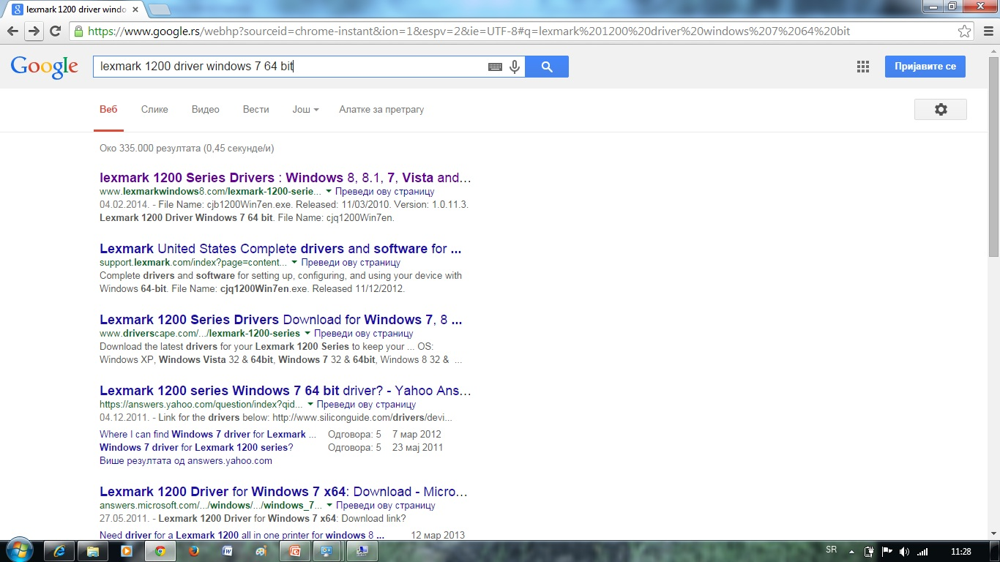 lexmark 1200 driver windo
https://www.google.rs/webhp?sourceid=chrome-instant&ion=1&espv=2&ie=UTF-8#q=lexmark%201200%20driver%20windows%207%2064%20bit
Google
lexmark 1200 driver windows 7 64 bit
Пријавите се
Веб Слике Видео Вести Још Алатке за претрагу
Око 335.000 резултата (0,45 секунде/и)
lexmark 1200 Series Drivers : Windows 8, 8.1, 7, Vista and...
www.lexmarkwindows8.com/lexmark-1200-serie... Преведи ову страницу
04.02.2014. - File Name: cjb1200Win7en.exe. Released: 11/03/2010. Version: 1.0.11.3.
Lexmark 1200 Driver Windows 7 64 bit. File Name: cjq1200Win7en.
Lexmark United States Complete drivers and software for ...
support.lexmark.com/index?page=content... Преведи ову страницу
Complete drivers and software for setting up, configuring, and using your device with
Windows 64-bit. File Name: cjq1200Win7en.exe. Released 11/12/2012.
Lexmark 1200 Series Drivers Download for Windows 7, 8 ...
www.driverscape.com/.../lexmark-1200-series Преведи ову страницу
Download the latest drivers for your Lexmark 1200 Series to keep your ... OS:
Windows XP, Windows Vista 32 & 64bit, Windows 7 32 & 64bit, Windows 8 32 & ...
Lexmark 1200 series Windows 7 64 bit driver? - Yahoo Ans...
https://answers.yahoo.com/question/index?qid... Преведи ову страницу
04.12.2011. - Link for the drivers below: http://www.siliconguide.com/drivers/devi...
Where I can find Windows 7 driver for Lexmark ... Одговора: 5 7 мар 2012
Windows 7 driver for Lexmark 1200 series? Одговора: 5 23 мај 2011
Више резултата од answers.yahoo.com
Lexmark 1200 Driver for Windows 7 x64: Download - Micro...
answers.microsoft.com/.../windows/.../windows_7... Преведи ову страницу
27.05.2011. - Lexmark 1200 Driver for Windows 7 x64: Download link?
Need driver for a Lexmark 1200 all in one printer for windows 8 ... 12 мар 2013
SR 11:28